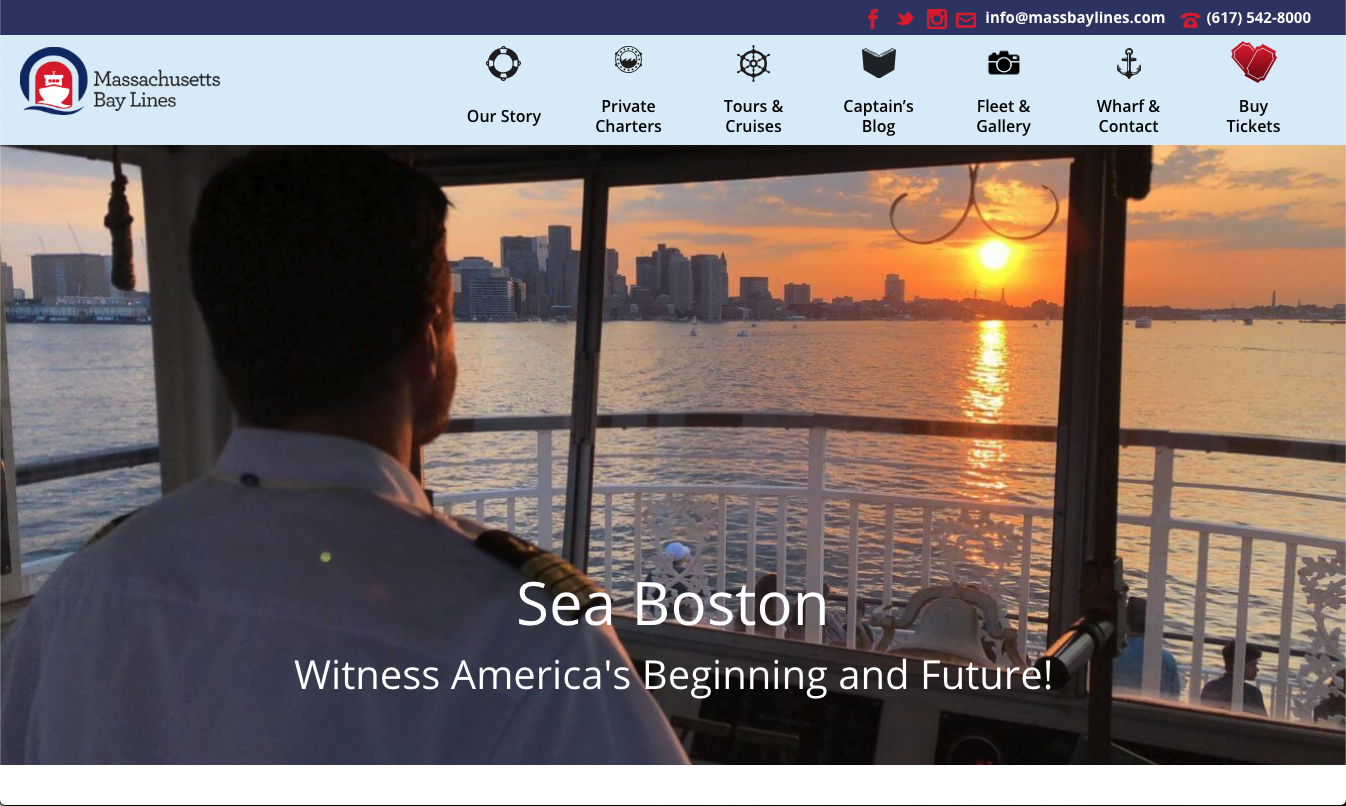 info@massbaylines.com (617) 542-8000
Massachusetts
Bay Lines
Our Story
Private
Charters
Tours &
Cruises
Captain’s
Blog
Fleet &
Gallery
Wharf &
Contact
Buy
Tickets
Sea Boston
Witness America's Beginning and Future!